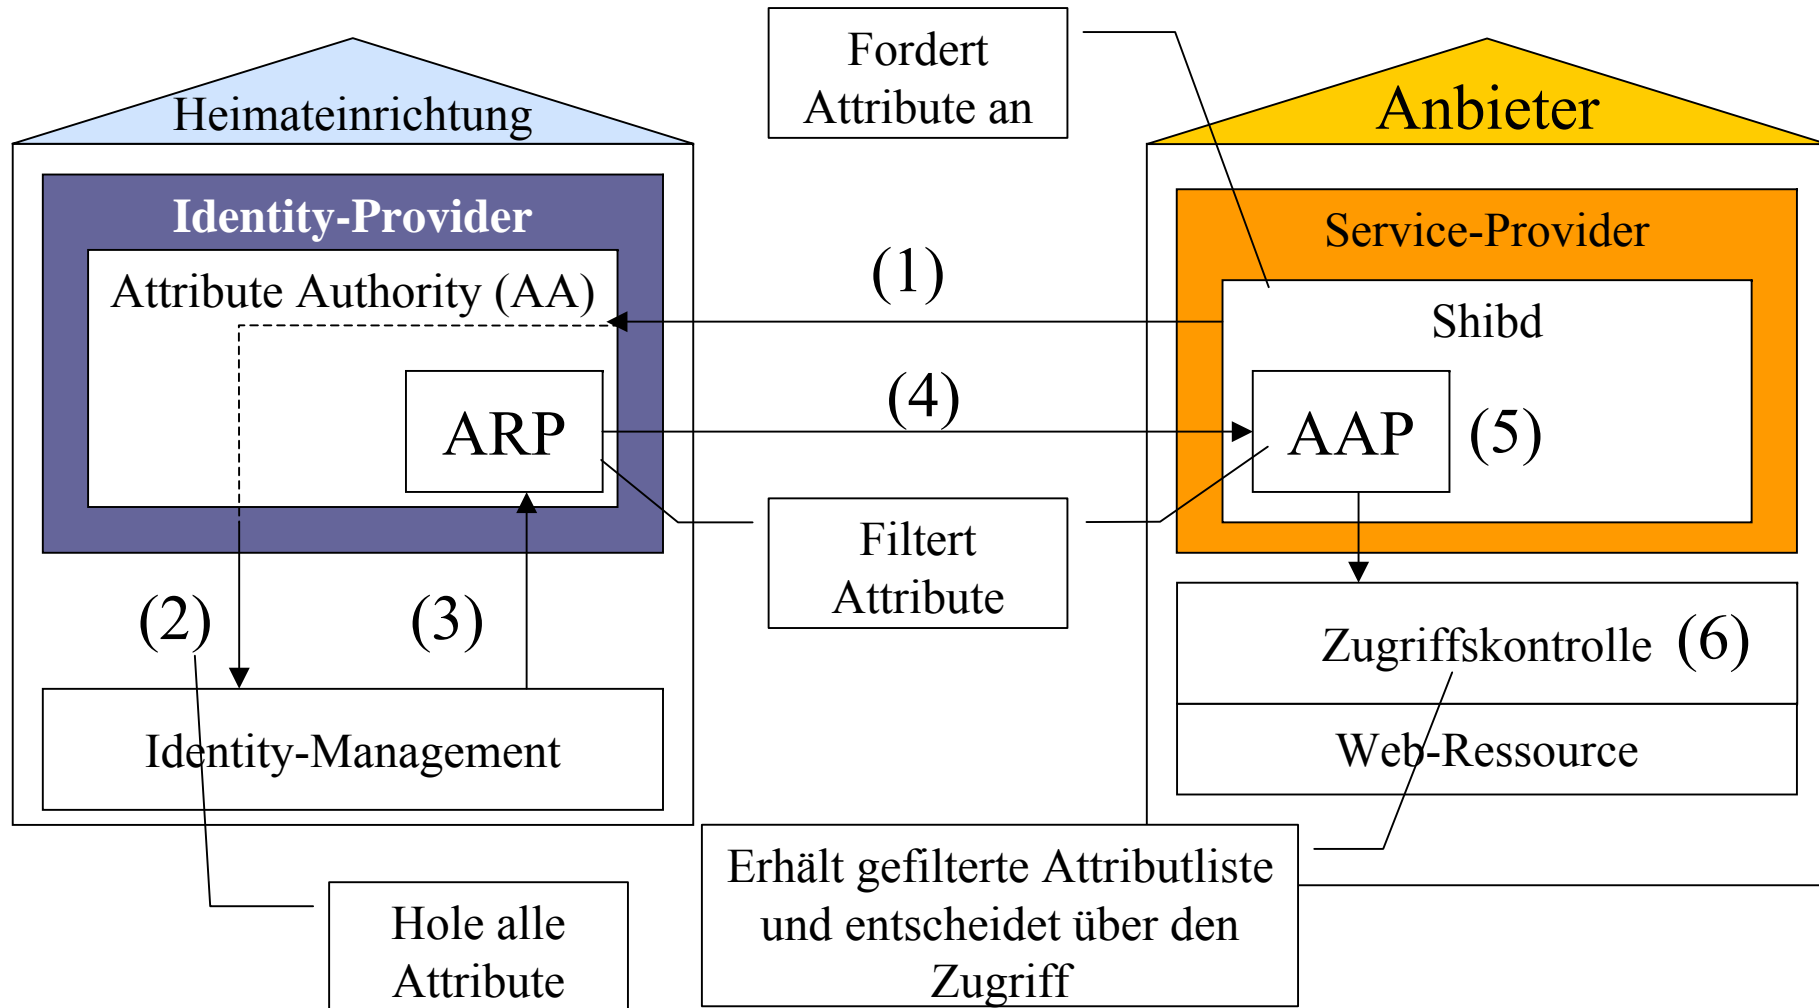 Fordert
Attribute an
Heimateinrichtung
Anbieter
Identity-Provider
Service-Provider
Attribute Authority (AA)
(1)
Shibd
(4)
ARP
AAP
(5)
Filtert
Attribute
(2)
(3)
Zugriffskontrolle
(6)
Identity-Management
Web-Ressource
Erhält gefilterte Attributliste
und entscheidet über den
Zugriff
Hole alle
Attribute